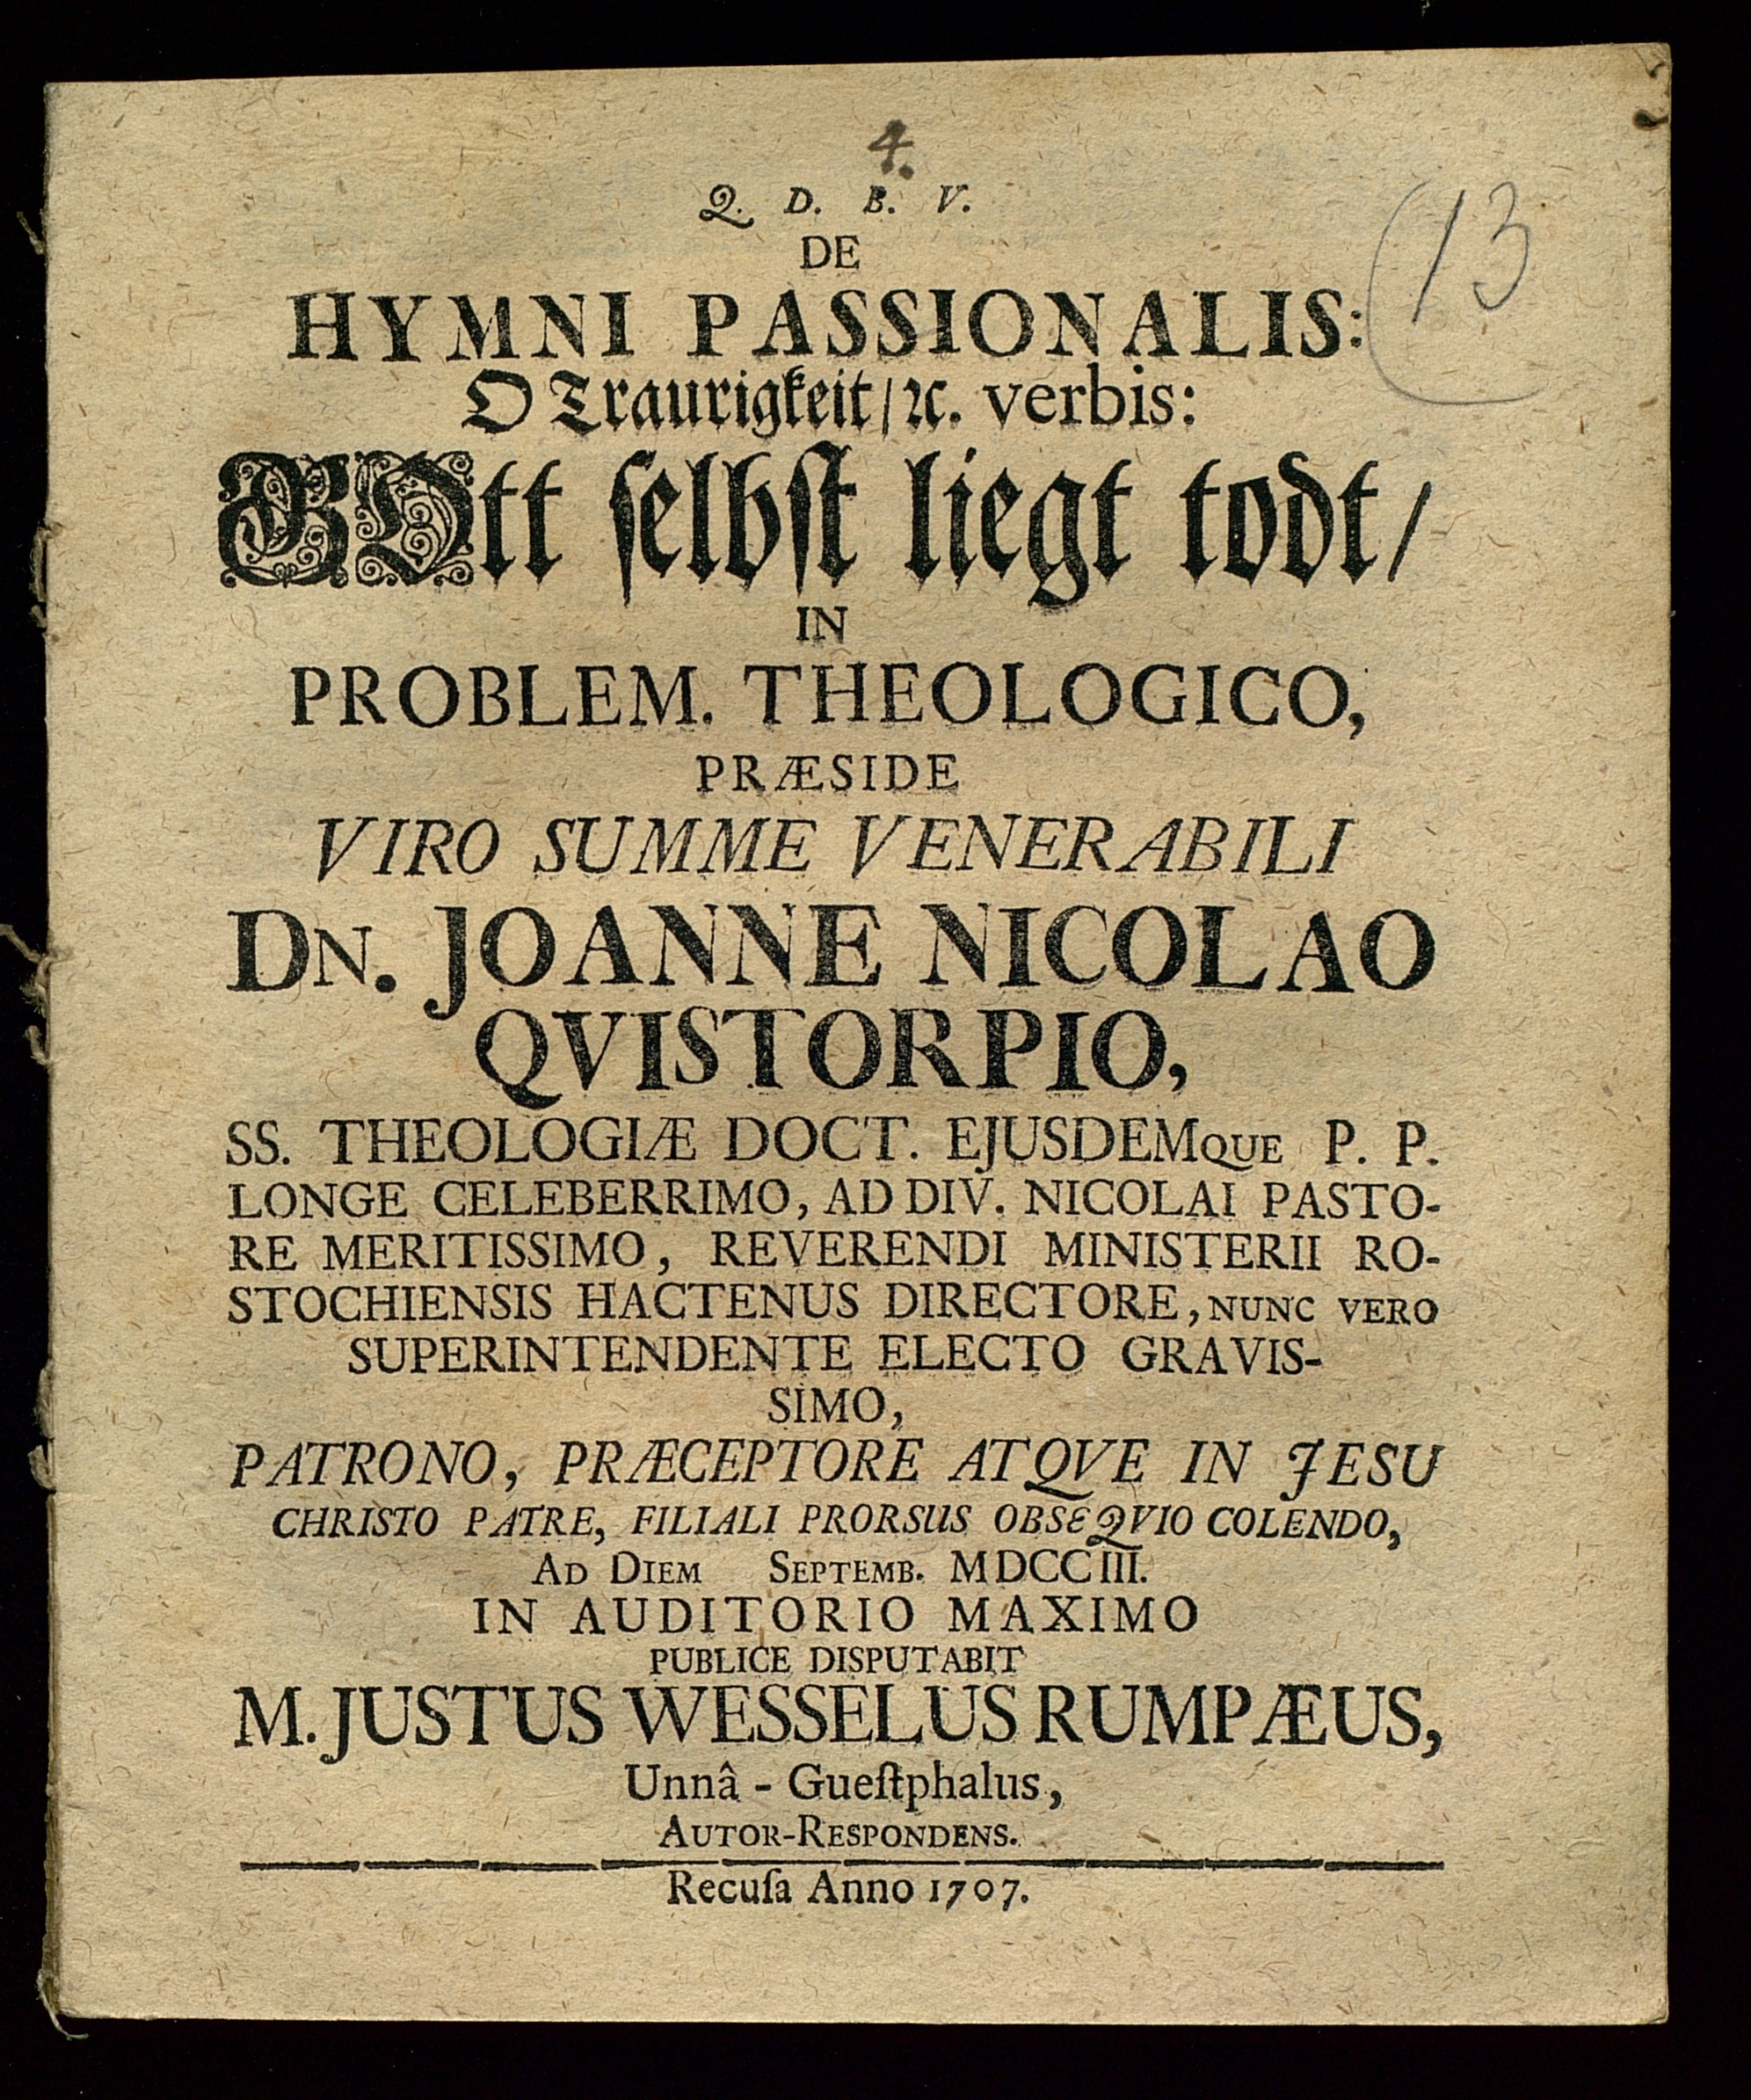 4.
Q. D. B. V.
(13
DE
HYMNI PASSIONALIS:
O Traurigkeit/ ꝛc. verbis:
GOtt ſelbſt liegt todt/
IN
PROBLEM. THEOLOGICO,
PRÆSIDE
VIRO SUMME VENERABILI
DN. JOANNE NICOLAO
QVISTORPIO,
SS. THEOLOGIÆ DOCT. EJUSDEMQUE P. P.
LONGE CELEBERRIMO, AD DIV. NICOLAI PASTO-
RE MERITISSIMO, REVERENDI MINISTERII RO-
STOCHIENSIS HACTENUS DIRECTORE, NUNC VERO
SUPERINTENDENTE ELECTO GRAVIS-
SIMO,
PATRONO, PRÆCEPTORE ATQVE IN JESU
CHRISTO PATRE, FILIALI PRORSUS OBSEQVIO COLENDO,
AD DIEM SEPTEMB. MDCCIII.
IN AUDITORIO MAXIMO
PUBLICE DISPUTABIT
M. JUSTUS WESSELUS RUMPÆUS,
Unnâ - Gueſtphalus,
AUTOR-RESPONDENS.
Recuſa Anno 1707.